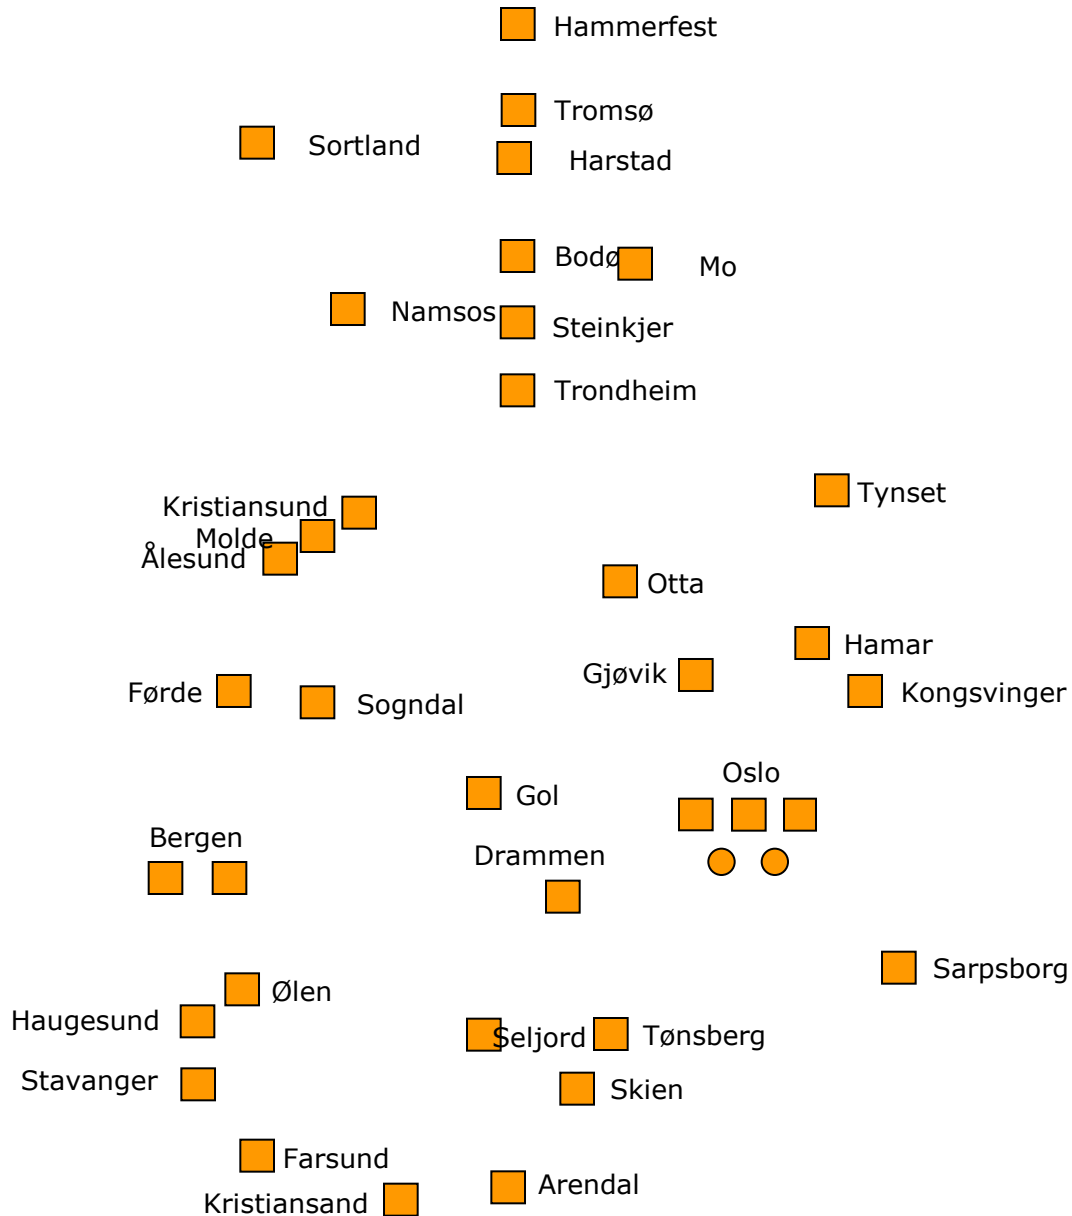 Hammerfest
Tromsø
Sortland
Harstad
Bodø
Mo
Namsos
Steinkjer
Trondheim
Tynset
Kristiansund
Molde
Ålesund
Otta
Hamar
Gjøvik
Kongsvinger
Førde
Sogndal
Oslo
Gol
Bergen
Drammen
Sarpsborg
Ølen
Haugesund
Seljord
Tønsberg
Stavanger
Skien
Farsund
Arendal
Kristiansand